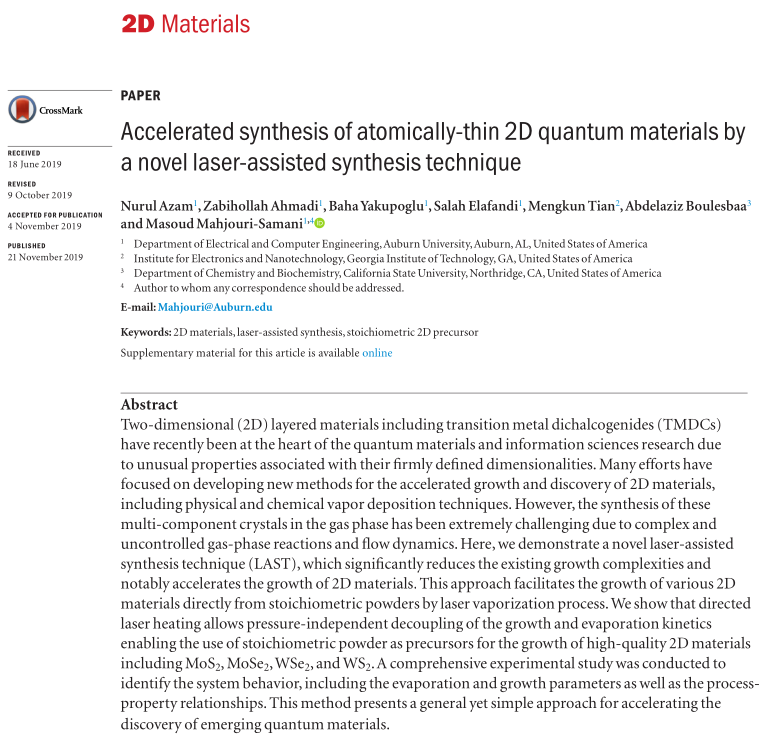 2D Materials
CrossMark
RECEIVED
18 June 2019
REVISED
9 October 2019
ACCEPTED FOR PUBLICATION
4 November 2019
PUBLISHED
21 November 2019
PAPER
Accelerated synthesis of atomically-thin 2D quantum materials by
a novel laser-assisted synthesis technique
Nurul Azam¹, Zabihollah Ahmadi¹, Baha Yakupoglu¹, Salah Elafandi¹, Mengkun Tian², Abdelaziz Boulesbaa³
and Masoud Mahjouri-Samani¹,⁴
¹ Department of Electrical and Computer Engineering, Auburn University, Auburn, AL, United States of America
² Institute for Electronics and Nanotechnology, Georgia Institute of Technology, GA, United States of America
³ Department of Chemistry and Biochemistry, California State University, Northridge, CA, United States of America
⁴ Author to whom any correspondence should be addressed.
E-mail: Mahjouri@Auburn.edu
Keywords: 2D materials, laser-assisted synthesis, stoichiometric 2D precursor
Supplementary material for this article is available online
Abstract
Two-dimensional (2D) layered materials including transition metal dichalcogenides (TMDCs)
have recently been at the heart of the quantum materials and information sciences research due
to unusual properties associated with their firmly defined dimensionalities. Many efforts have
focused on developing new methods for the accelerated growth and discovery of 2D materials,
including physical and chemical vapor deposition techniques. However, the synthesis of these
multi-component crystals in the gas phase has been extremely challenging due to complex and
uncontrolled gas-phase reactions and flow dynamics. Here, we demonstrate a novel laser-assisted
synthesis technique (LAST), which significantly reduces the existing growth complexities and
notably accelerates the growth of 2D materials. This approach facilitates the growth of various 2D
materials directly from stoichiometric powders by laser vaporization process. We show that directed
laser heating allows pressure-independent decoupling of the growth and evaporation kinetics
enabling the use of stoichiometric powder as precursors for the growth of high-quality 2D materials
including MoS₂, MoSe₂, WSe₂, and WS₂. A comprehensive experimental study was conducted to
identify the system behavior, including the evaporation and growth parameters as well as the process-
property relationships. This method presents a general yet simple approach for accelerating the
discovery of emerging quantum materials.